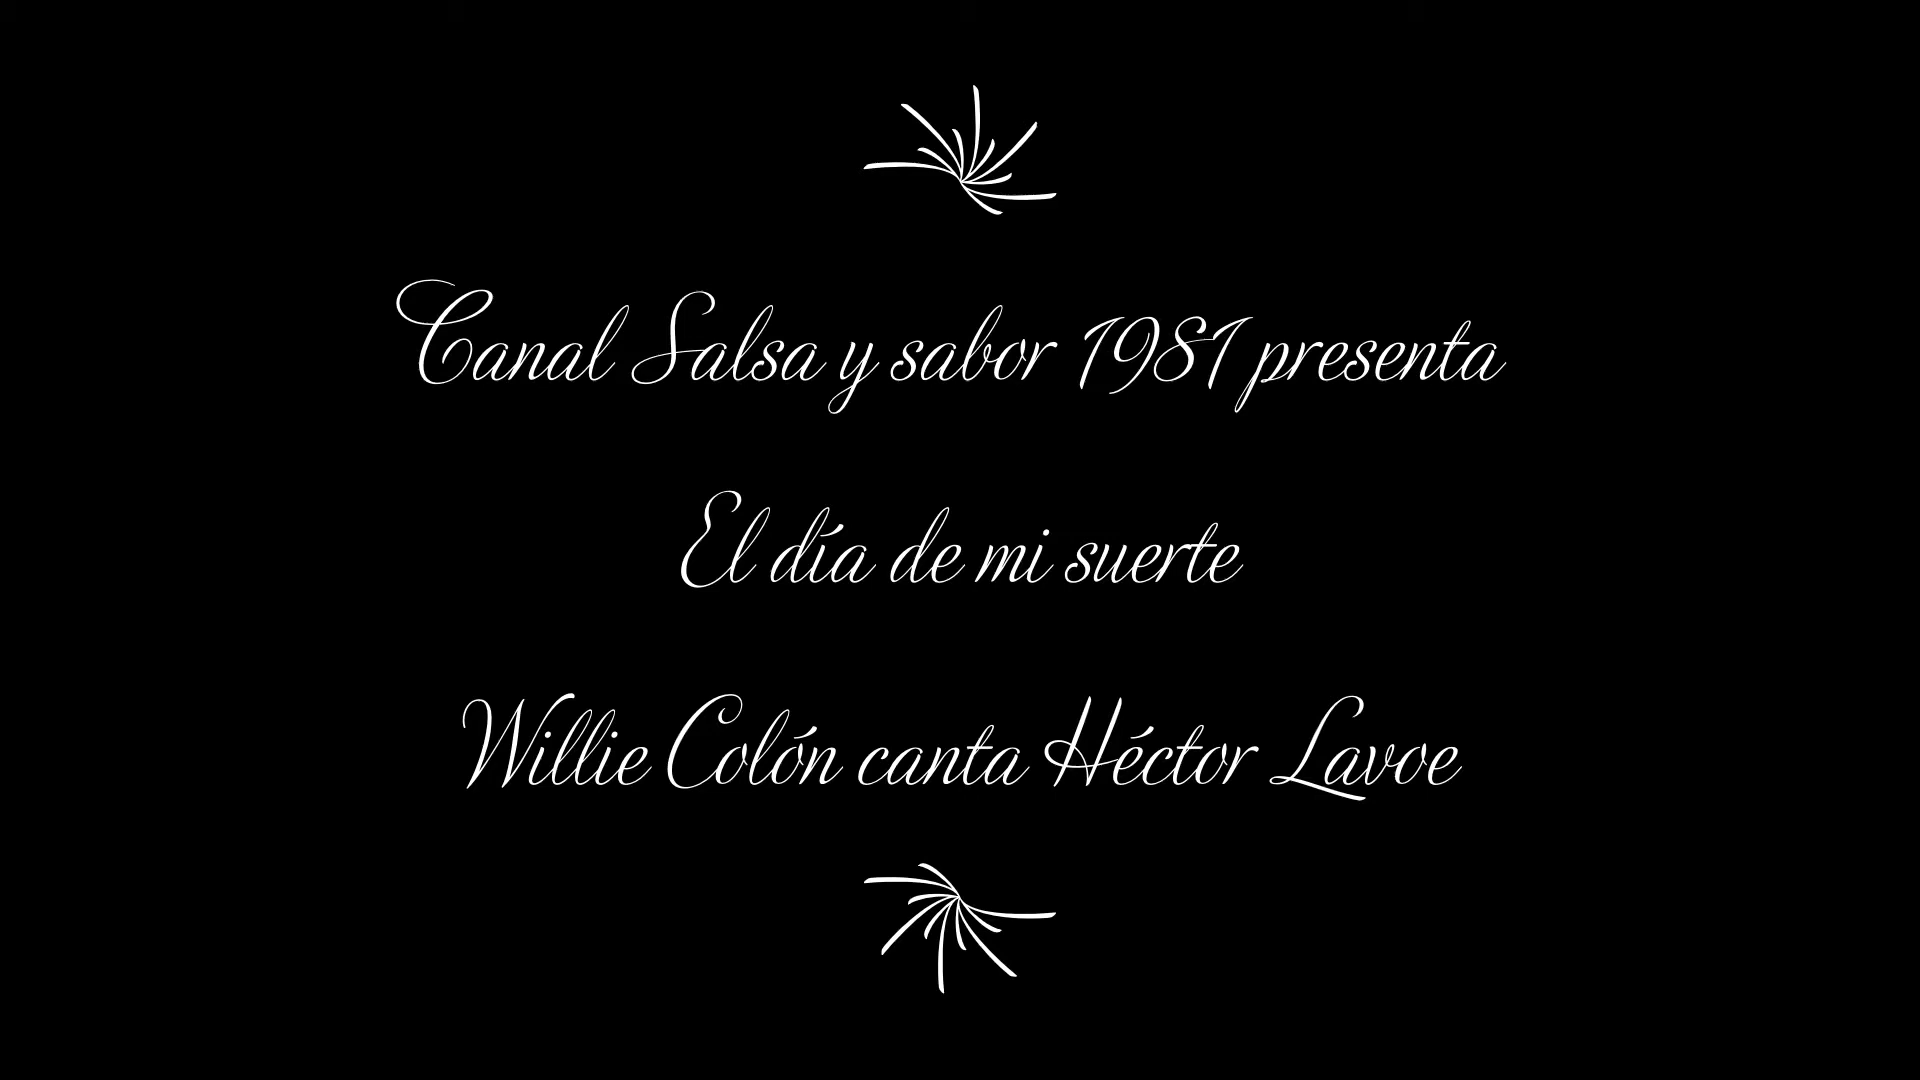 Canal Salsa y sabor 1981 presenta
El día de mi suerte
Willie Colón canta Héctor Lavoe